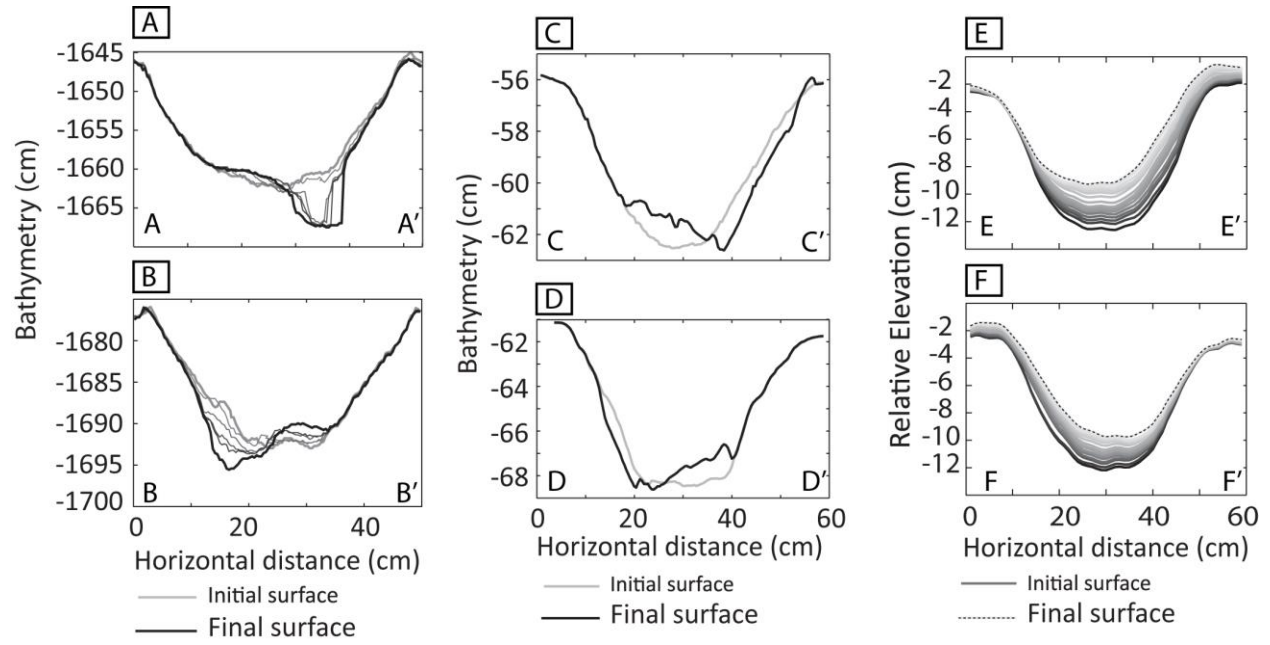 A
-1645
-1650
-1655
-1660
-1665
A A′
Bathymetry (cm)
B
-1680
-1685
-1690
-1695
-1700
B B′
0 20 40
Horizontal distance (cm)
Initial surface
Final surface
C
-56
-58
-60
-62
C C′
Bathymetry (cm)
D
-62
-64
-66
-68
D D′
0 20 40 60
Horizontal distance (cm)
Initial surface
Final surface
E
-2
-4
-6
-8
-10
-12
E E′
Relative Elevation (cm)
F
-2
-4
-6
-8
-10
-12
F F′
0 20 40 60
Horizontal distance (cm)
Initial surface
Final surface